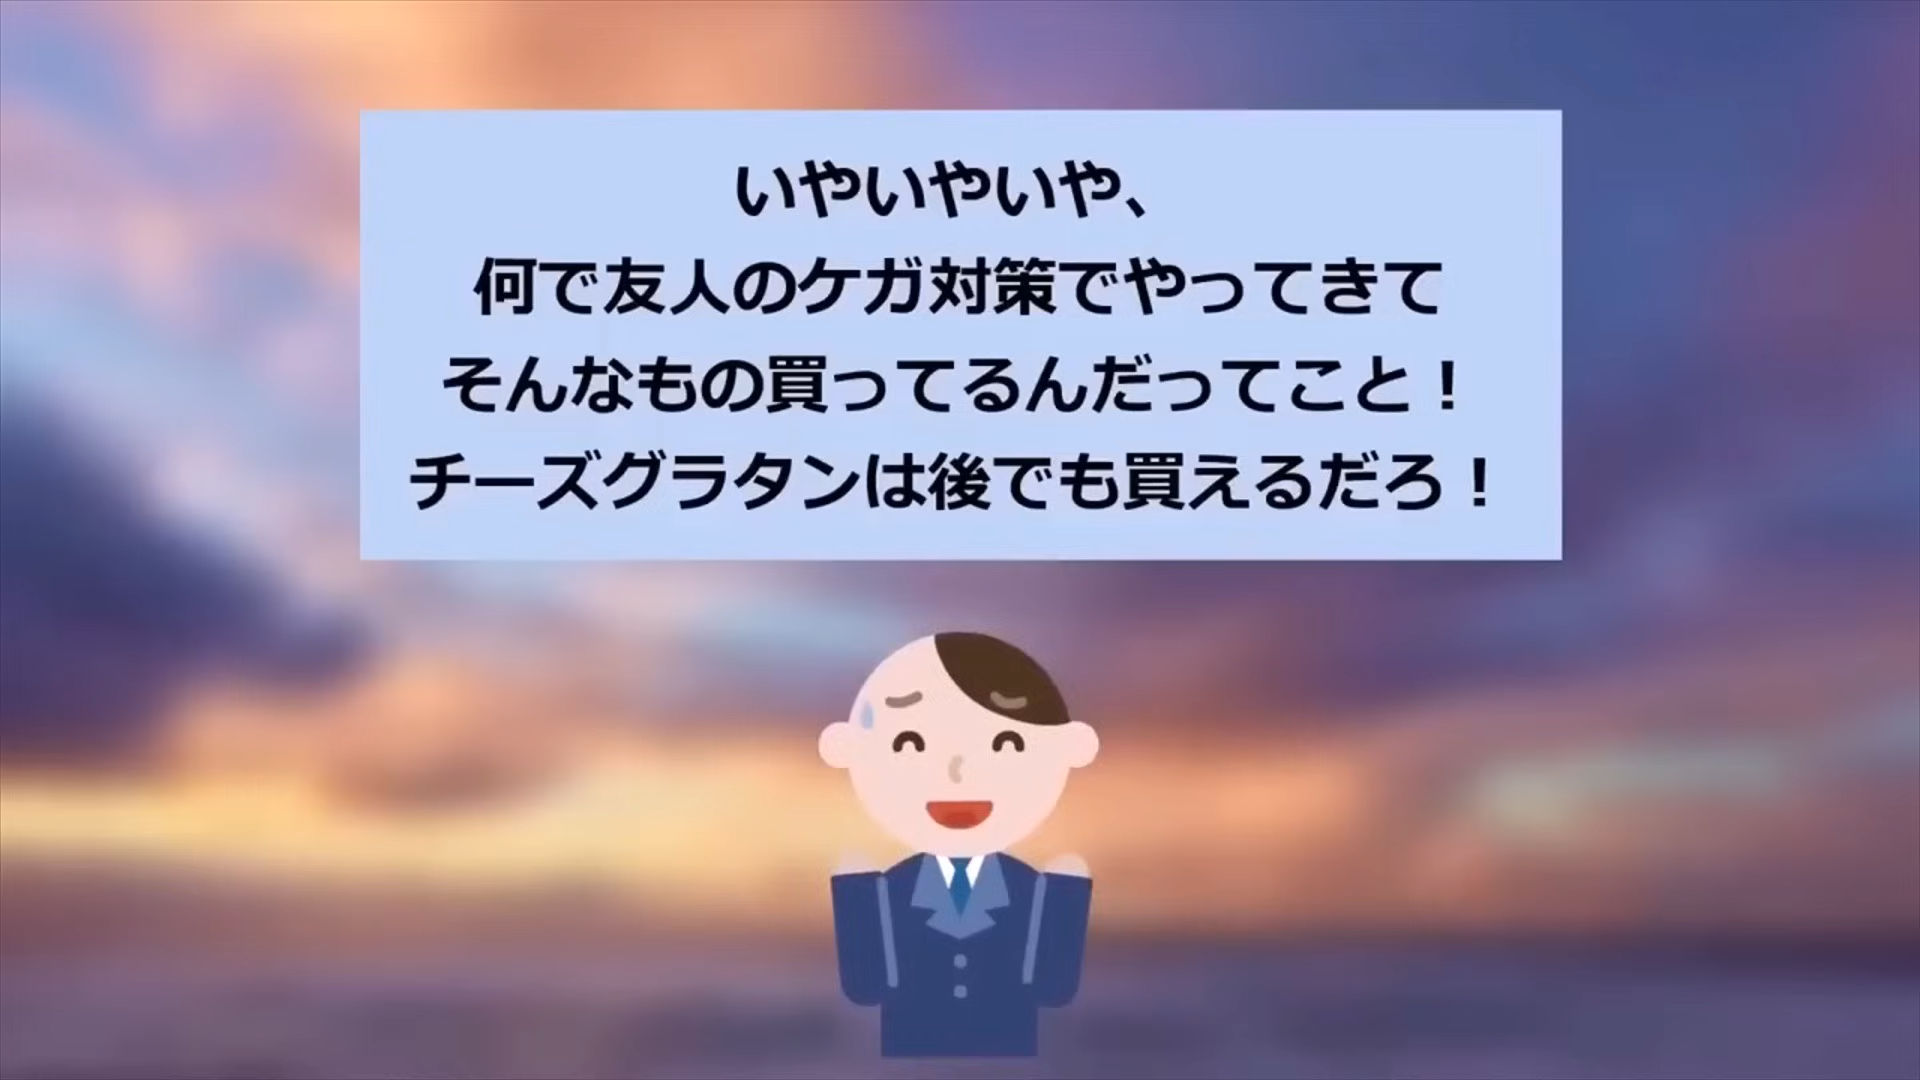 いやいやいや、
何で友人のケガ対策でやってきて
そんなもの買ってるんだってこと！
チーズグラタンは後でも買えるだろ！